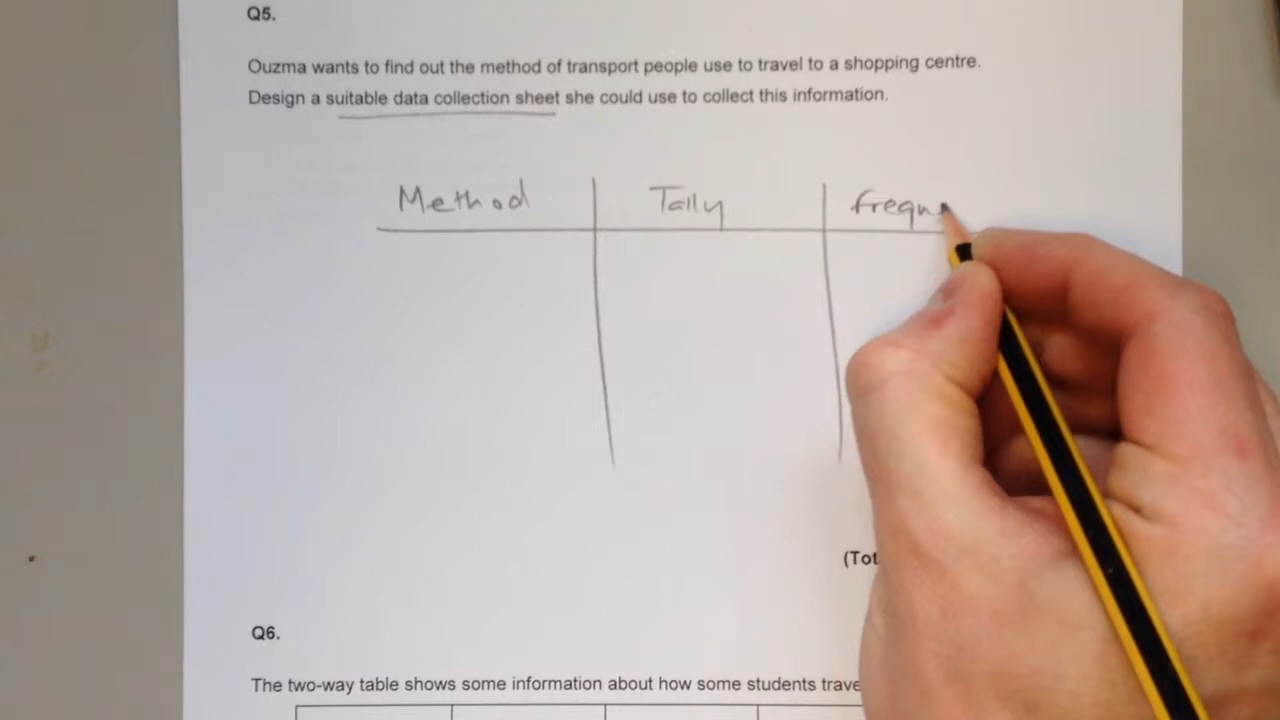 Q5.
Ouzma wants to find out the method of transport people use to travel to a shopping centre.
Design a suitable data collection sheet she could use to collect this information.
Method Tally Frequ
(Tot
Q6.
The two-way table shows some information about how some students trave